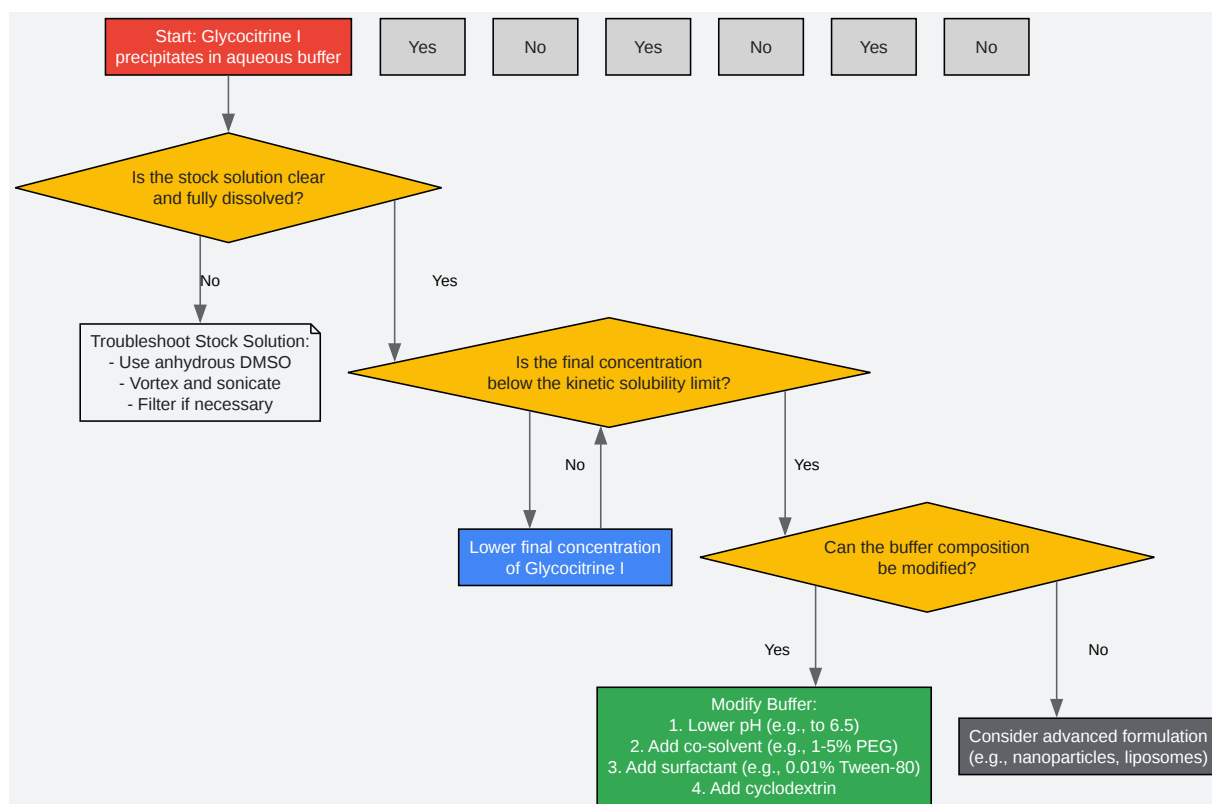 Start: Glycocitrine I
precipitates in aqueous buffer
Yes
No
Yes
No
Yes
No
Is the stock solution clear
and fully dissolved?
No
Yes
Troubleshoot Stock Solution:
- Use anhydrous DMSO
- Vortex and sonicate
- Filter if necessary
Is the final concentration
below the kinetic solubility limit?
No
Yes
Lower final concentration
of Glycocitrine I
Can the buffer composition
be modified?
Yes
No
Modify Buffer:
1. Lower pH (e.g., to 6.5)
2. Add co-solvent (e.g., 1-5% PEG)
3. Add surfactant (e.g., 0.01% Tween-80)
4. Add cyclodextrin
Consider advanced formulation
(e.g., nanoparticles, liposomes)